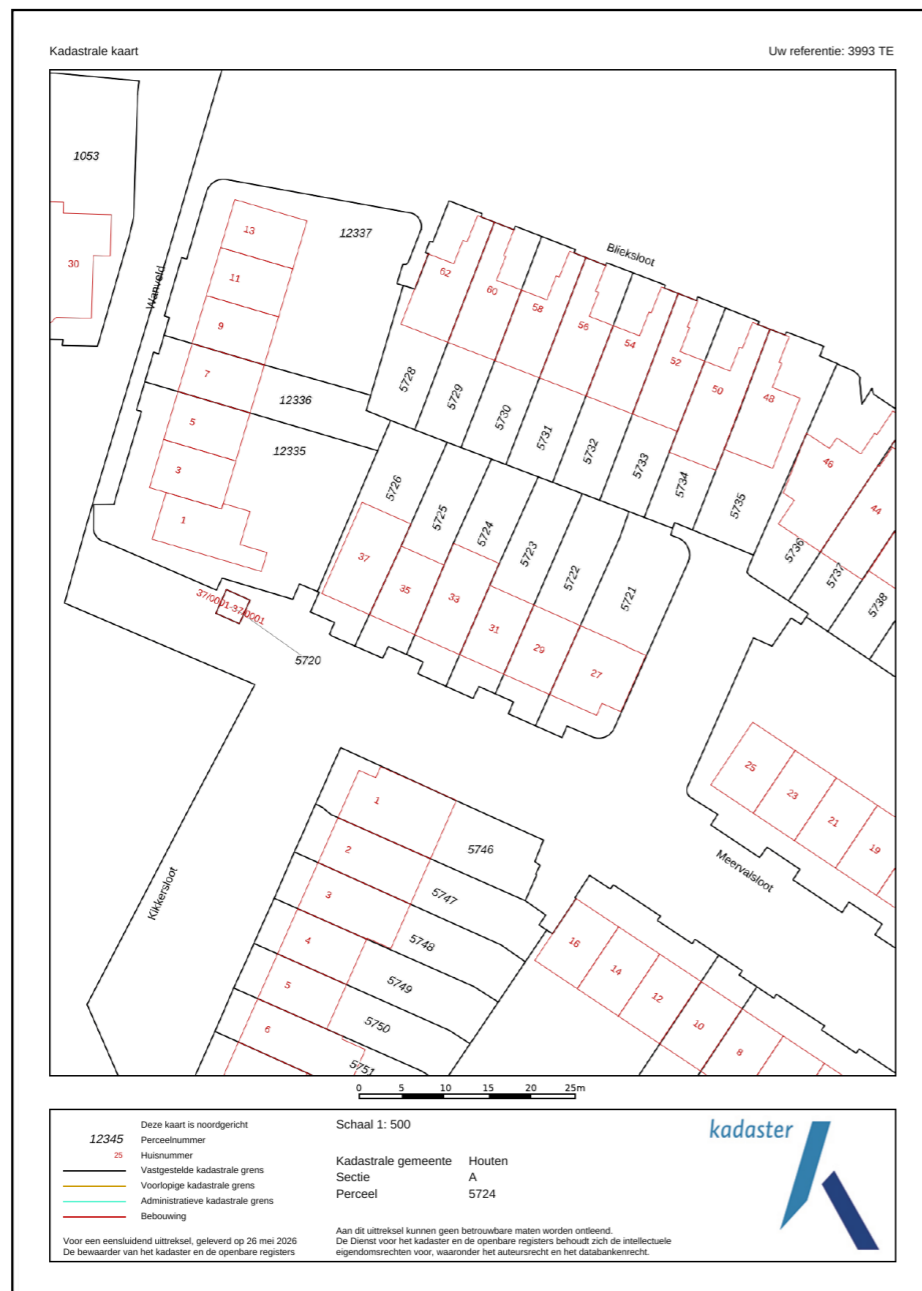 Kadastrale kaart
Uw referentie: 3993 TE
1053
30
Wanveld
13
11
9
7
5
3
1
12337
12336
12335
Blieksloot
62
60
58
56
54
52
50
48
46
44
5728
5729
5730
5731
5732
5733
5734
5735
5736
5737
5738
5726
5725
5724
5723
5722
5721
37
35
33
31
29
27
37/0001-37/0001
5720
25
23
21
19
Meervalsloot
Kikkersloot
1
2
3
4
5
6
5746
5747
5748
5749
5750
5751
16
14
12
10
8
0 5 10 15 20 25m
Deze kaart is noordgericht
12345 Perceelnummer
25 Huisnummer
Vastgestelde kadastrale grens
Voorlopige kadastrale grens
Administratieve kadastrale grens
Bebouwing
Voor een eensluidend uittreksel, geleverd op 26 mei 2026
De bewaarder van het kadaster en de openbare registers
Schaal 1: 500
Kadastrale gemeente Houten
Sectie A
Perceel 5724
Aan dit uittreksel kunnen geen betrouwbare maten worden ontleend.
De Dienst voor het kadaster en de openbare registers behoudt zich de intellectuele
eigendomsrechten voor, waaronder het auteursrecht en het databankenrecht.
kadaster